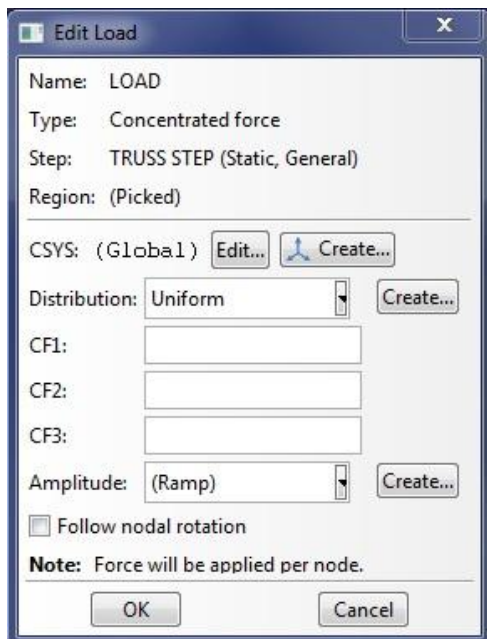 Edit Load
X
Name: LOAD
Type: Concentrated force
Step: TRUSS STEP (Static, General)
Region: (Picked)
CSYS: (Global) Edit... Create...
Distribution: Uniform Create...
CF1:
CF2:
CF3:
Amplitude: (Ramp) Create...
Follow nodal rotation
Note: Force will be applied per node.
OK Cancel